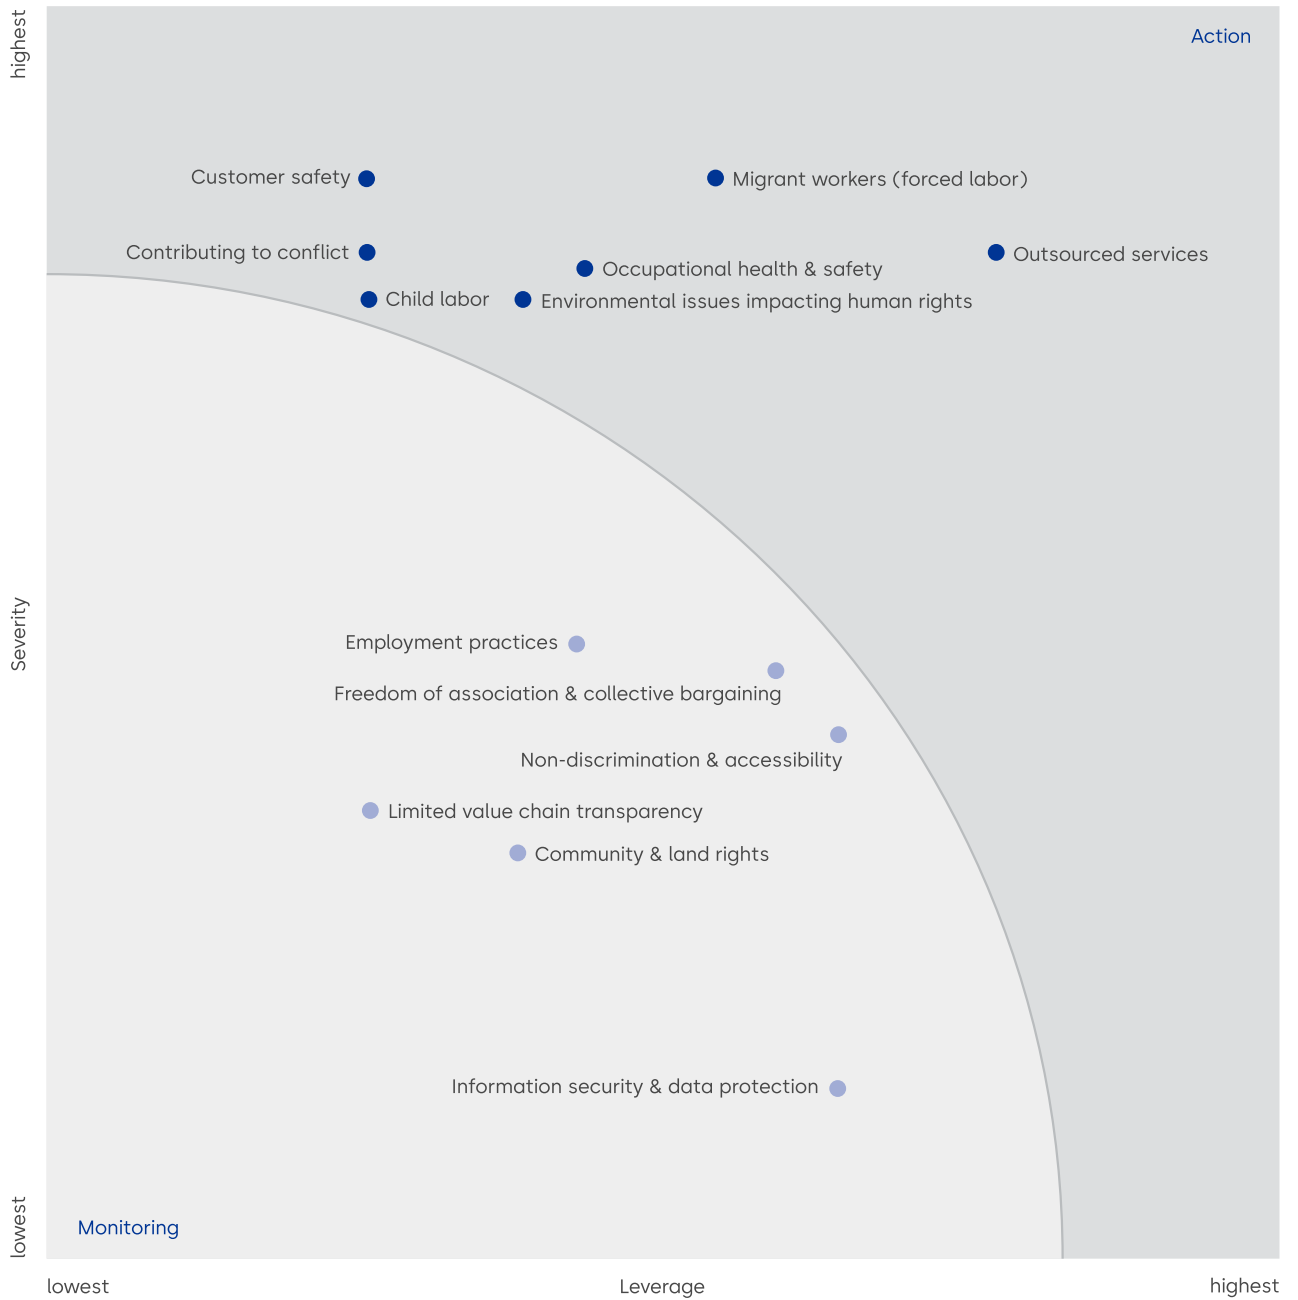 highest
Action
Customer safety
Migrant workers (forced labor)
Contributing to conflict
Outsourced services
Occupational health & safety
Child labor
Environmental issues impacting human rights
Severity
Employment practices
Freedom of association & collective bargaining
Non-discrimination & accessibility
Limited value chain transparency
Community & land rights
Information security & data protection
lowest
Monitoring
lowest
Leverage
highest